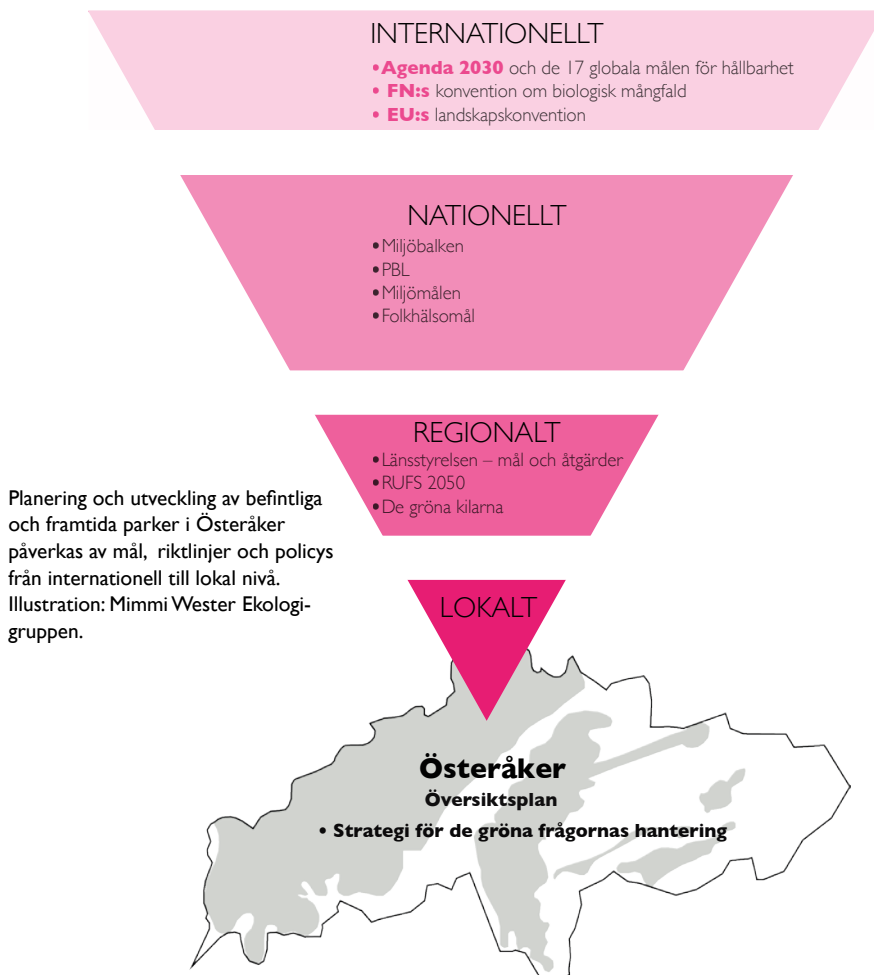 INTERNATIONELLT
•Agenda 2030 och de 17 globala målen för hållbarhet
• FN:s konvention om biologisk mångfald
• EU:s landskapskonvention
NATIONELLT
•Miljöbalken
•PBL
•Miljömålen
•Folkhälsomål
REGIONALT
•Länsstyrelsen – mål och åtgärder
•RUFS 2050
•De gröna kilarna
Planering och utveckling av befintliga
och framtida parker i Österåker
påverkas av mål, riktlinjer och policys
från internationell till lokal nivå.
Illustration: Mimmi Wester Ekologi-
gruppen.
LOKALT
Österåker
Översiktsplan
• Strategi för de gröna frågornas hantering